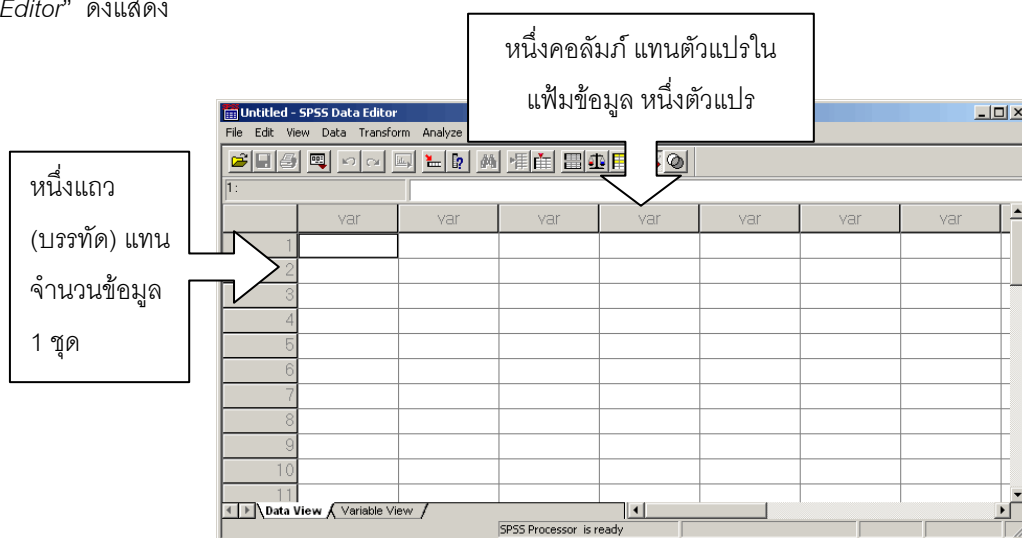 Editor” ดังแสดง
หนึ่งคอลัมภ์ แทนตัวแปรใน
แฟ้มข้อมูล หนึ่งตัวแปร
Untitled - SPSS Data Editor
File Edit View Data Transform Analyze
หนึ่งแถว
(บรรทัด) แทน
จำนวนข้อมูล
1 ชุด
1:
var var var var var var var
1
2
3
4
5
6
7
8
9
10
11
Data View Variable View
SPSS Processor is ready